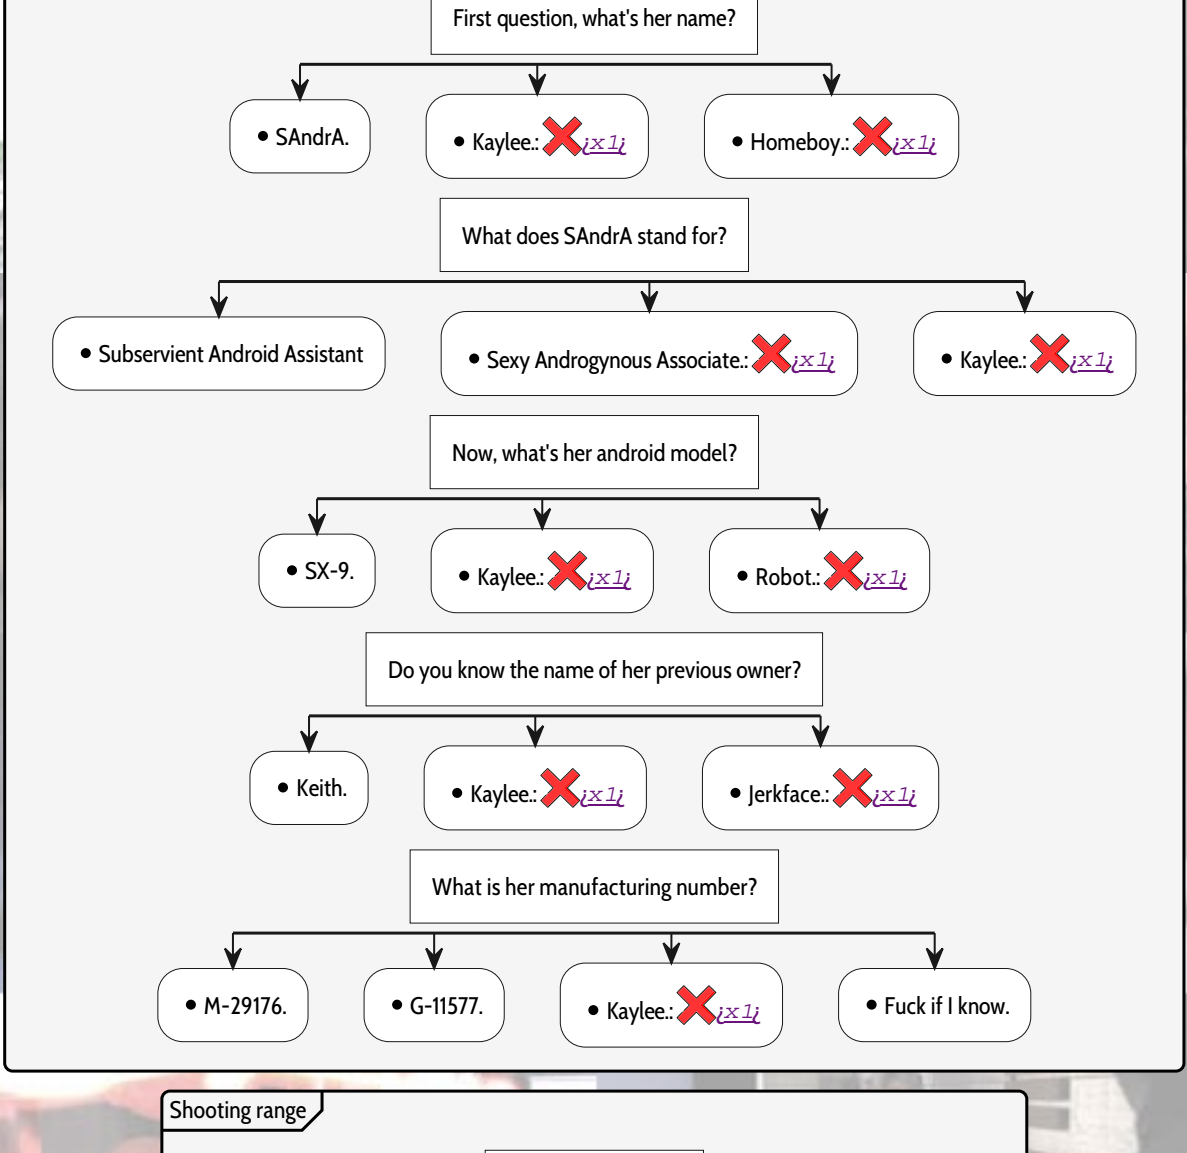 First question, what's her name?
• SAndrA.
• Kaylee.: ❌¿x1¿
• Homeboy.: ❌¿x1¿
What does SAndrA stand for?
• Subservient Android Assistant
• Sexy Androgynous Associate.: ❌¿x1¿
• Kaylee.: ❌¿x1¿
Now, what's her android model?
• SX-9.
• Kaylee.: ❌¿x1¿
• Robot.: ❌¿x1¿
Do you know the name of her previous owner?
• Keith.
• Kaylee.: ❌¿x1¿
• Jerkface.: ❌¿x1¿
What is her manufacturing number?
• M-29176.
• G-11577.
• Kaylee.: ❌¿x1¿
• Fuck if I know.
Shooting range